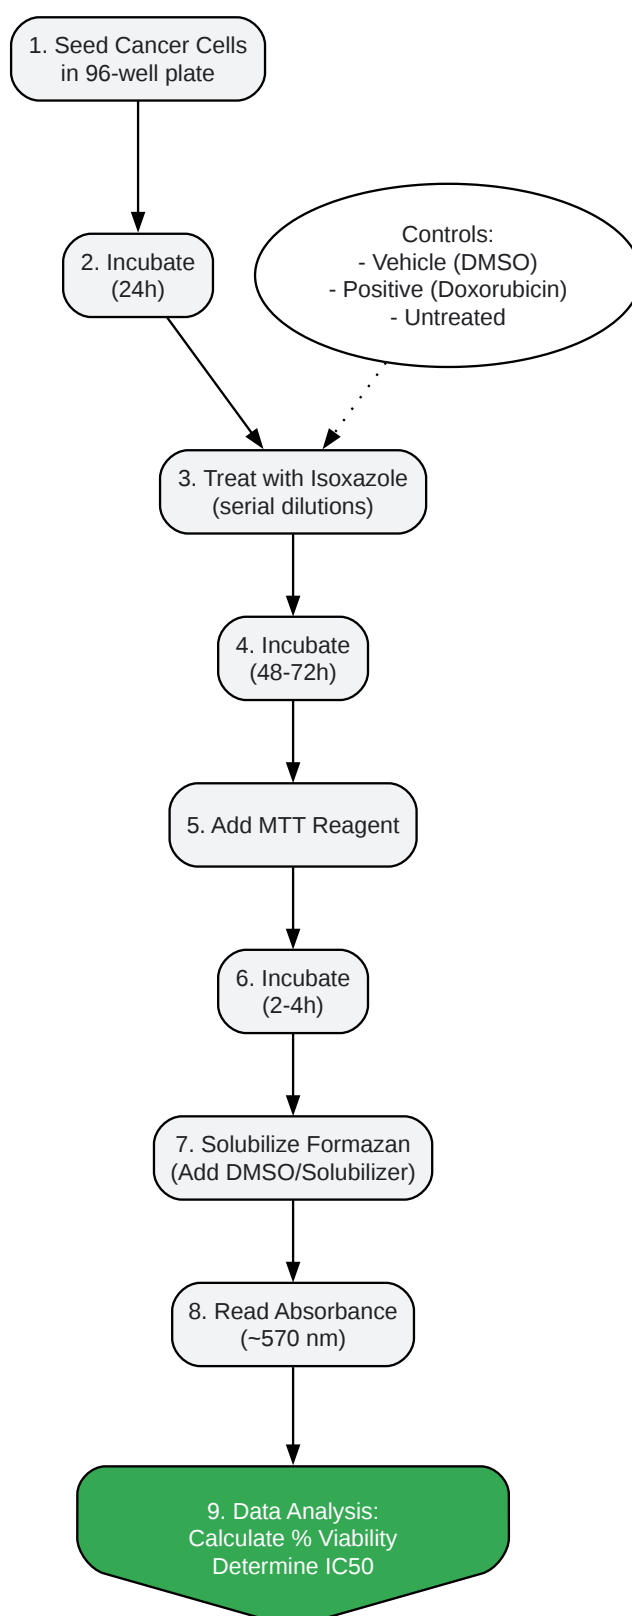 1. Seed Cancer Cells
in 96-well plate
2. Incubate
(24h)
Controls:
- Vehicle (DMSO)
- Positive (Doxorubicin)
- Untreated
3. Treat with Isoxazole
(serial dilutions)
4. Incubate
(48-72h)
5. Add MTT Reagent
6. Incubate
(2-4h)
7. Solubilize Formazan
(Add DMSO/Solubilizer)
8. Read Absorbance
(~570 nm)
9. Data Analysis:
Calculate % Viability
Determine IC50